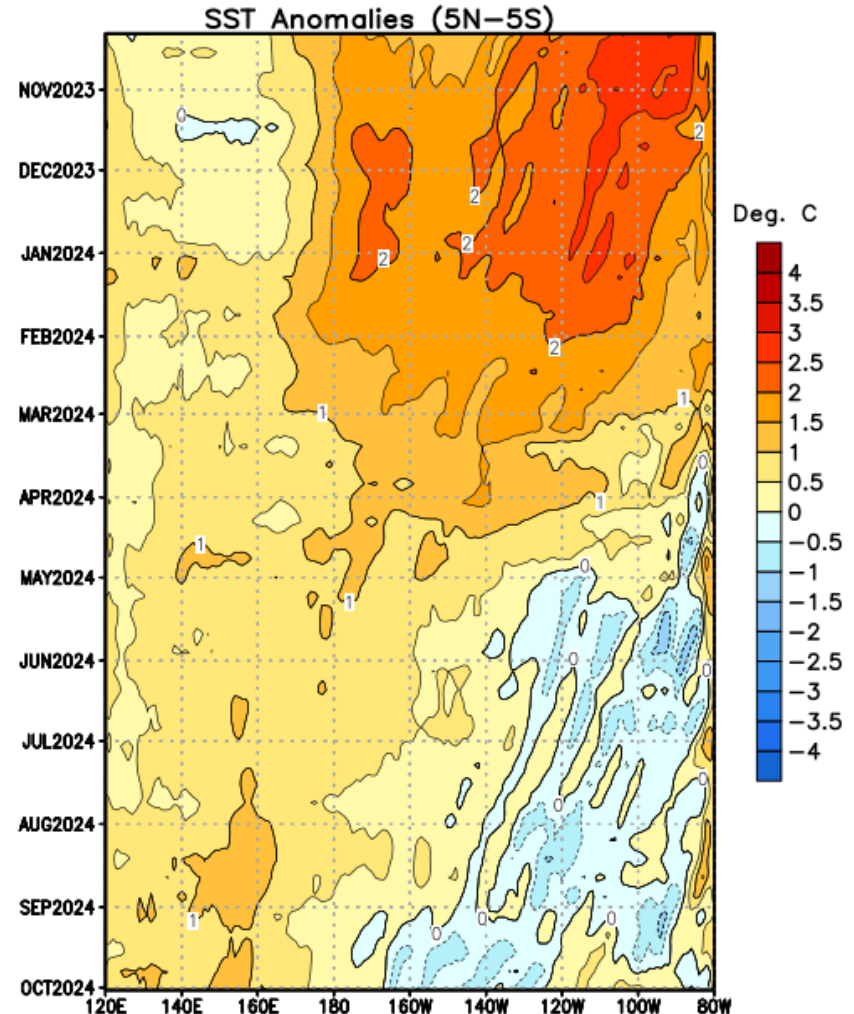 SST Anomalies (5N−5S)
NOV2023
0
2
DEC2023
2
Deg. C
2
JAN2024
2
4
3.5
FEB2024
2
3
2.5
1
2
MAR2024
1
1.5
1
0
0.5
APR2024
1
0
1
−0.5
0
MAY2024
−1
1
−1.5
−2
JUN2024
0
0
−2.5
−3
−3.5
JUL2024
−4
0
0
AUG2024
SEP2024
1
0
0
0
OCT2024
120E 140E 160E 180 160W 140W 120W 100W 80W